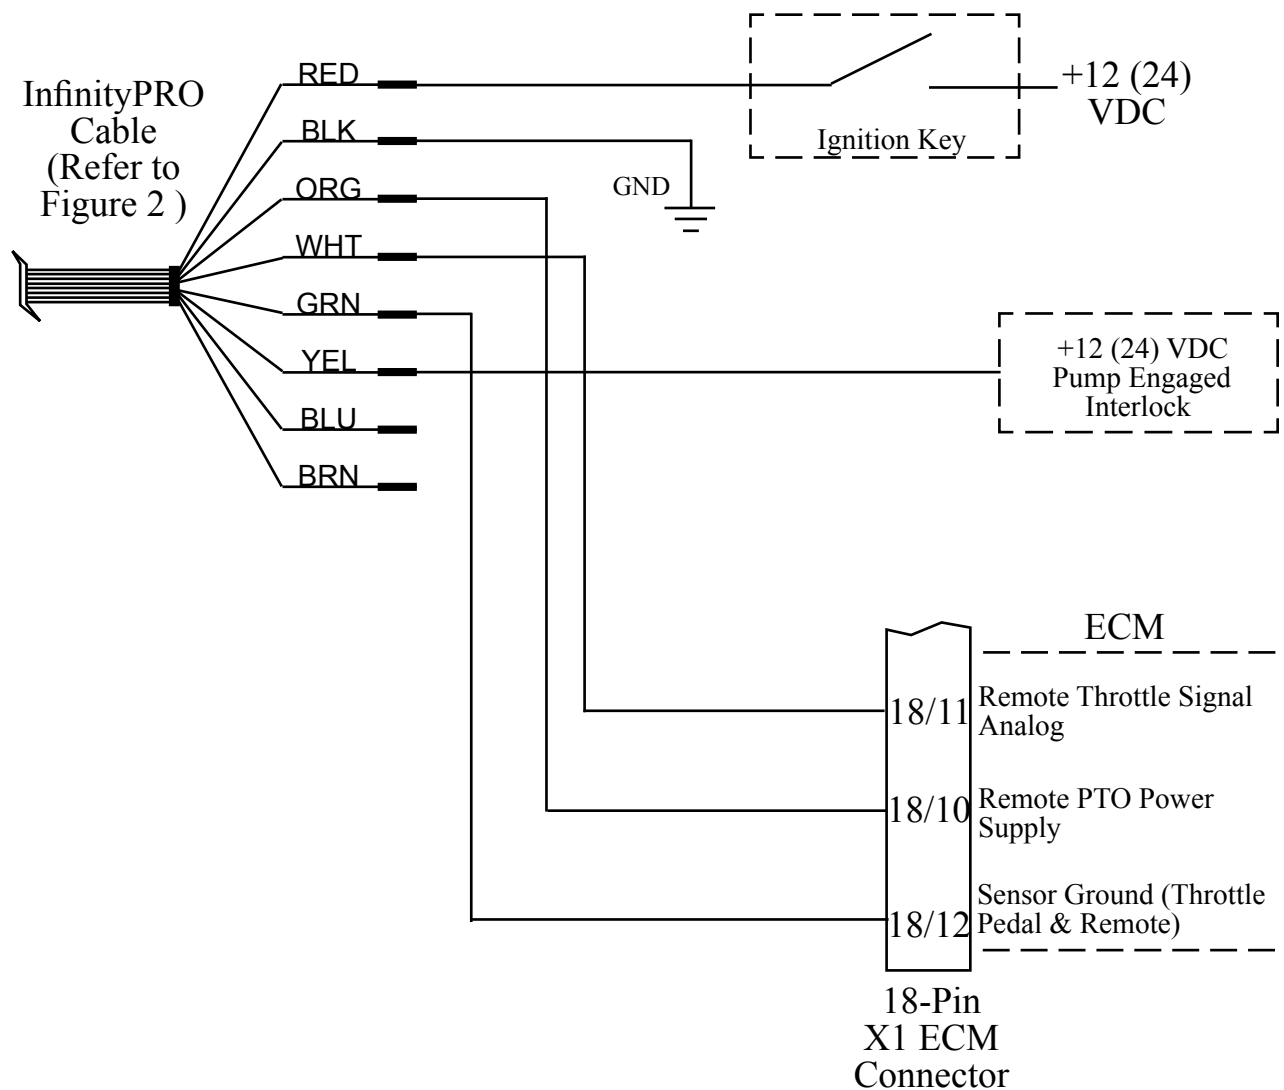 InfinityPRO
Cable
(Refer to
Figure 2 )
RED
BLK
ORG
WHT
GRN
YEL
BLU
BRN
Ignition Key
+12 (24)
VDC
GND
+12 (24) VDC
Pump Engaged
Interlock
ECM
18/11
Remote Throttle Signal
Analog
18/10
Remote PTO Power
Supply
18/12
Sensor Ground (Throttle
Pedal & Remote)
18-Pin
X1 ECM
Connector